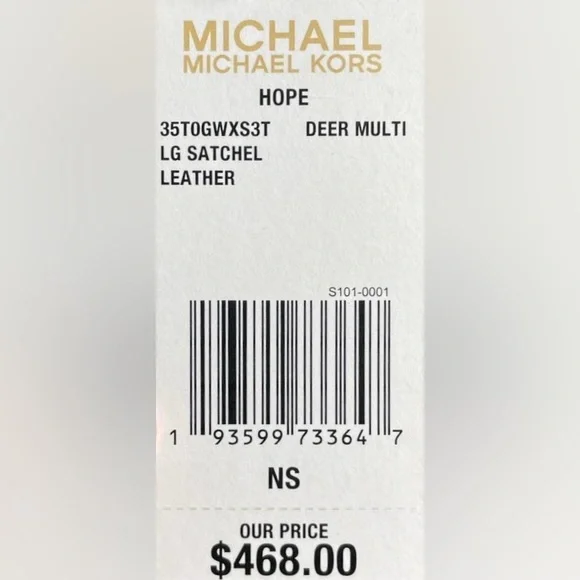 MICHAEL
MICHAEL KORS
HOPE
35T0GWXS3T DEER MULTI
LG SATCHEL
LEATHER
S101-0001
1 93599 73364 7
NS
OUR PRICE
$468.00